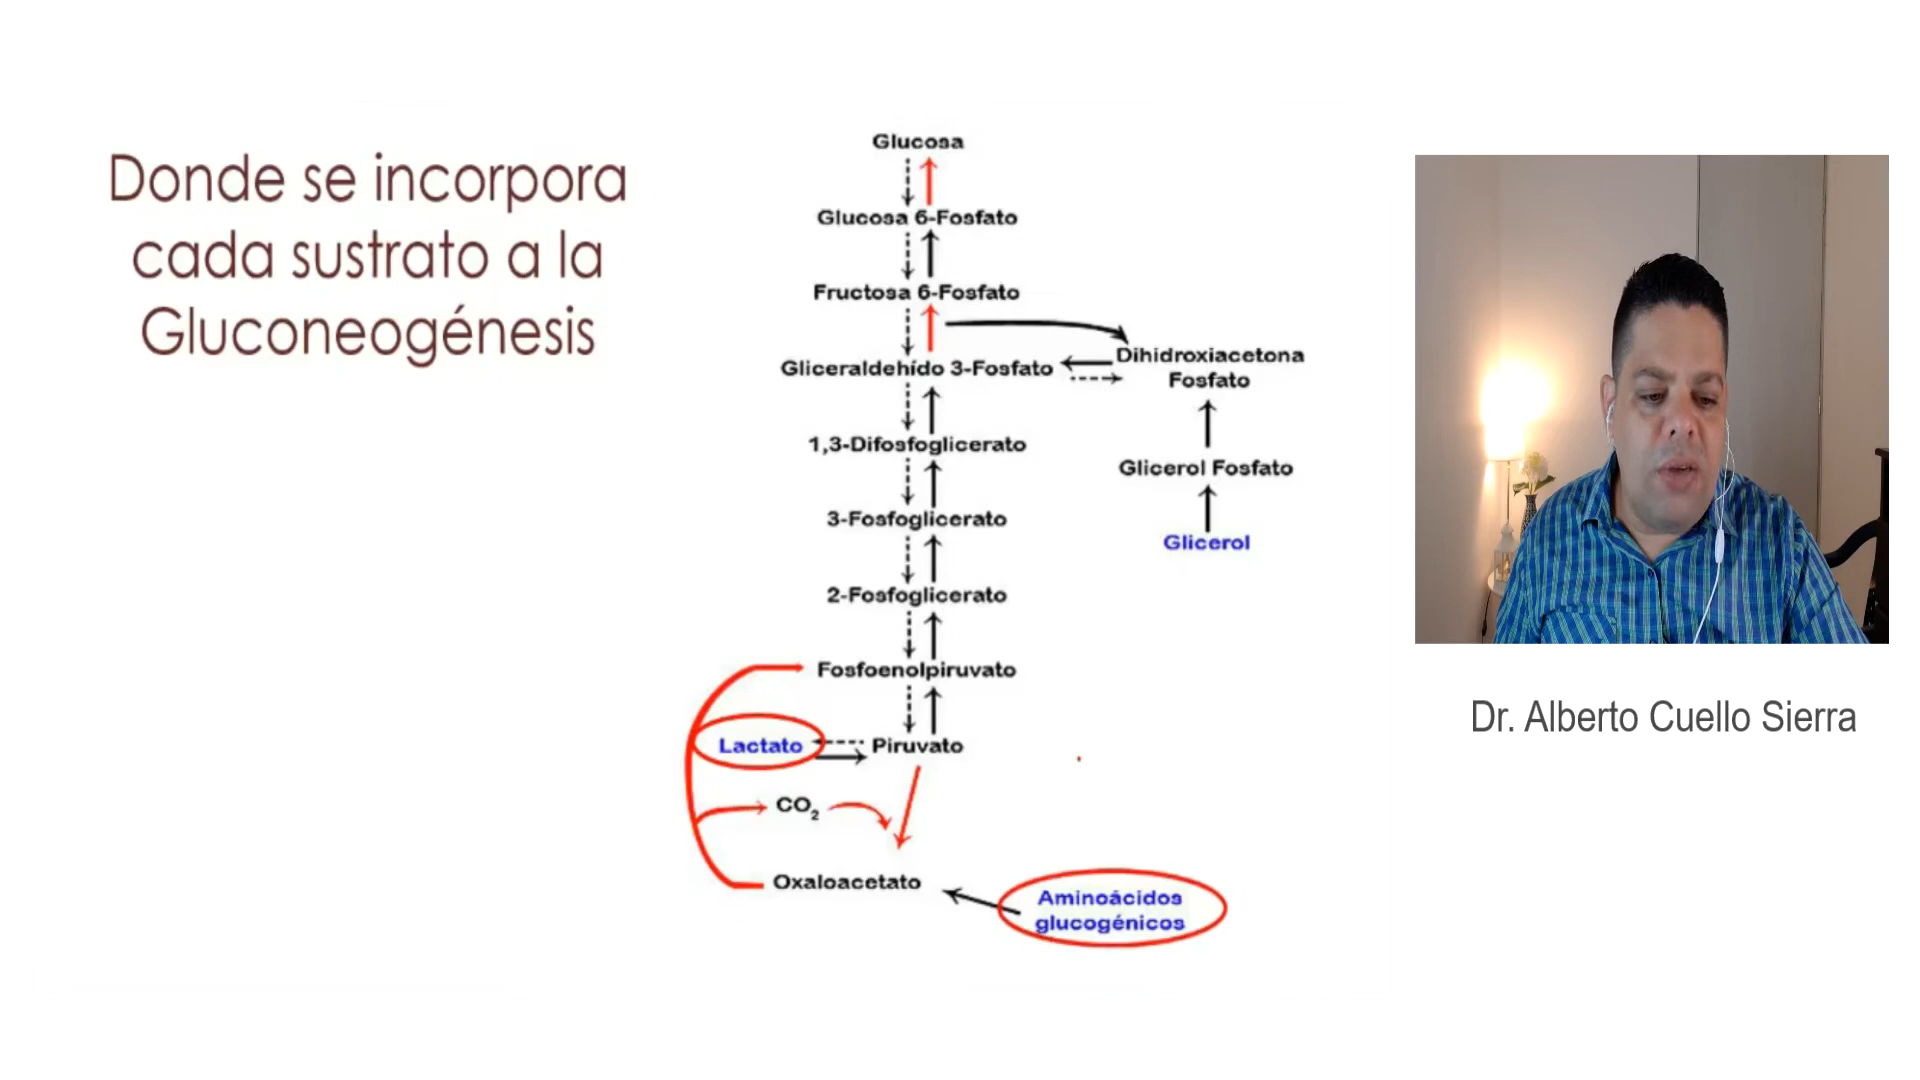 Donde se incorpora
cada sustrato a la
Gluconeogénesis
Glucosa
Glucosa 6-Fosfato
Fructosa 6-Fosfato
Gliceraldehído 3-Fosfato
Dihidroxiacetona
Fosfato
1,3-Difosfoglicerato
Glicerol Fosfato
3-Fosfoglicerato
Glicerol
2-Fosfoglicerato
Fosfoenolpiruvato
Lactato
Piruvato
CO2
Oxaloacetato
Aminoácidos
glucogénicos
Dr. Alberto Cuello Sierra